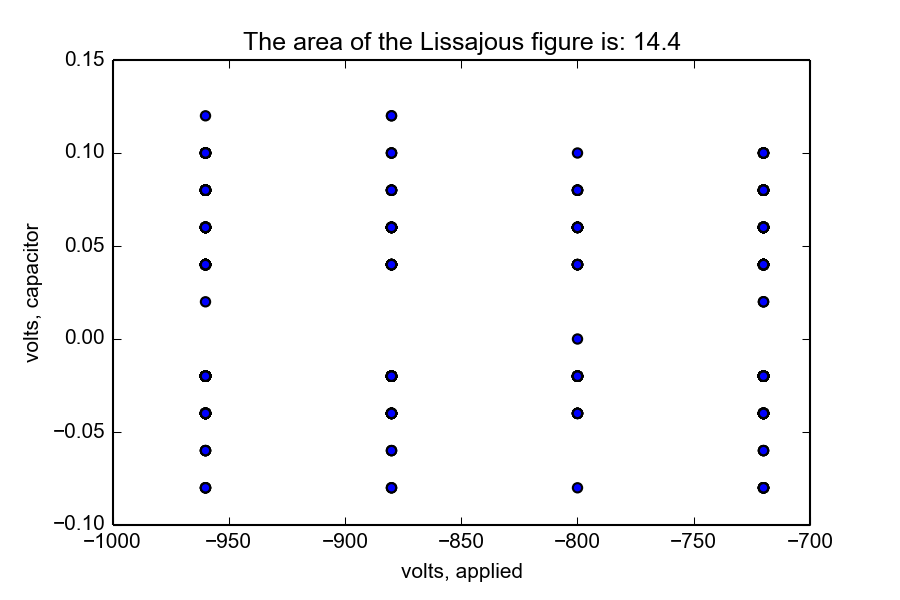 The area of the Lissajous figure is: 14.4
0.15
0.10
0.05
0.00
−0.05
−0.10
volts, capacitor
−1000 −950 −900 −850 −800 −750 −700
volts, applied